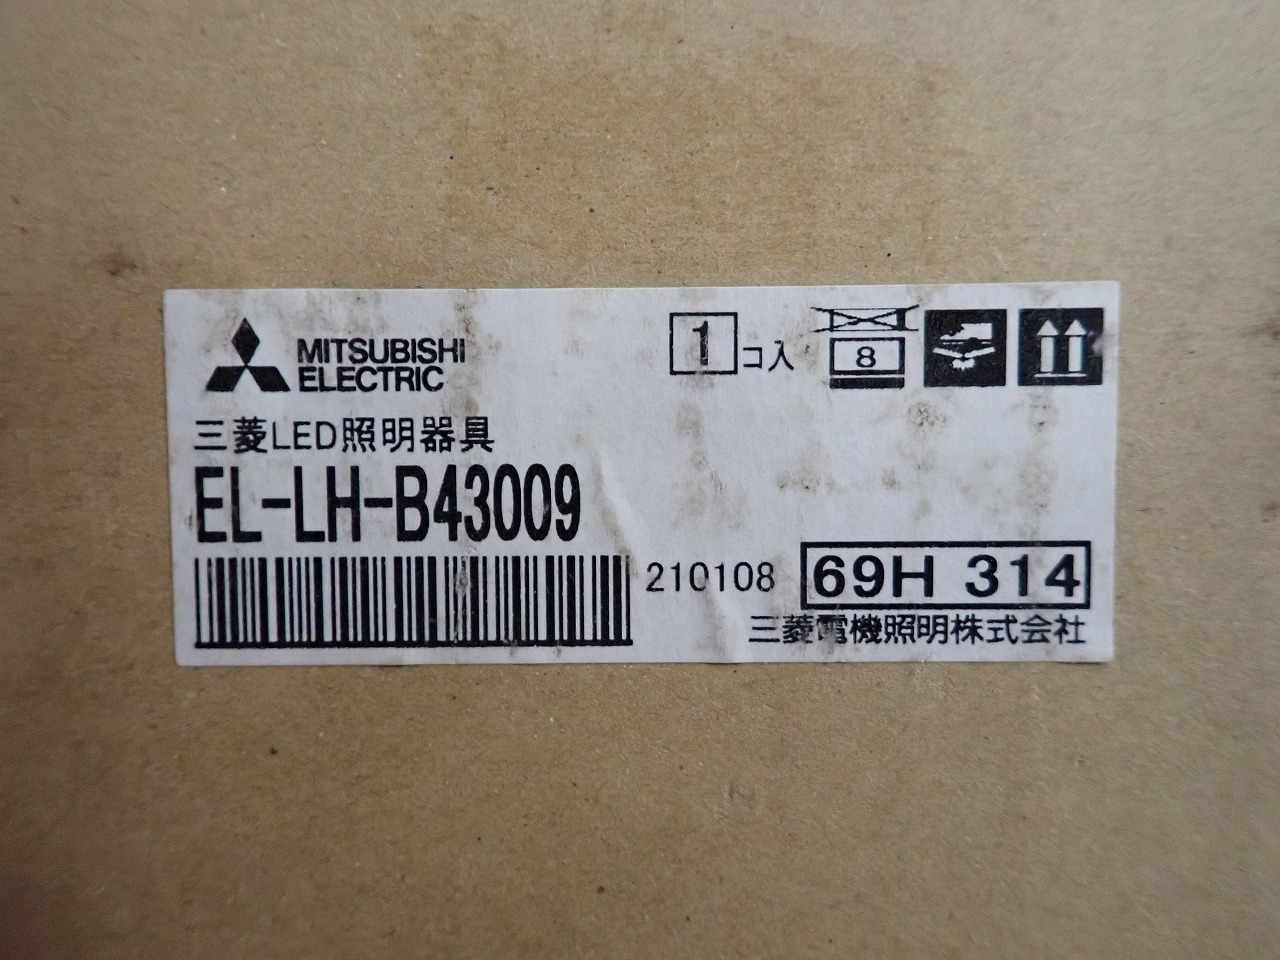 MITSUBISHI
ELECTRIC
1コ入
8
三菱LED照明器具
EL-LH-B43009
210108
69H 314
三菱電機照明株式会社